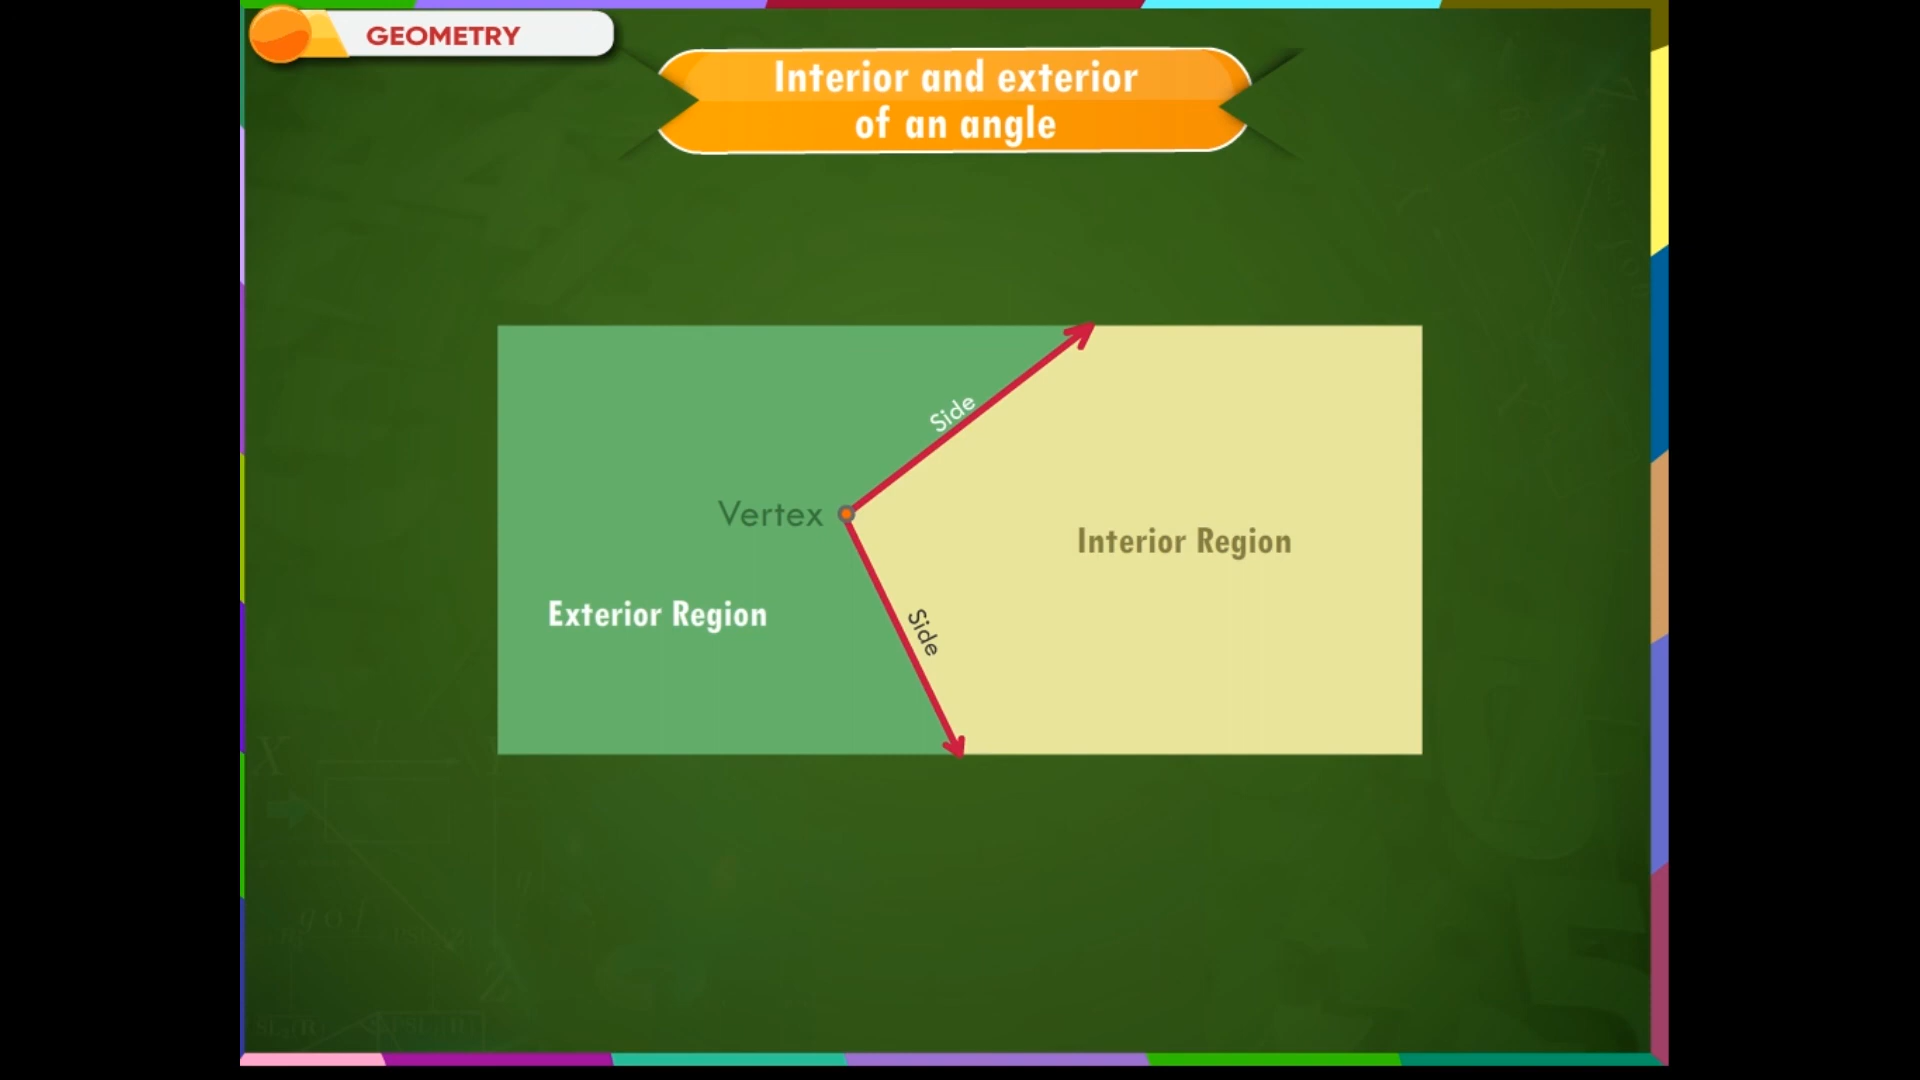 GEOMETRY
Interior and exterior
of an angle
Side
Vertex
Interior Region
Exterior Region
Side